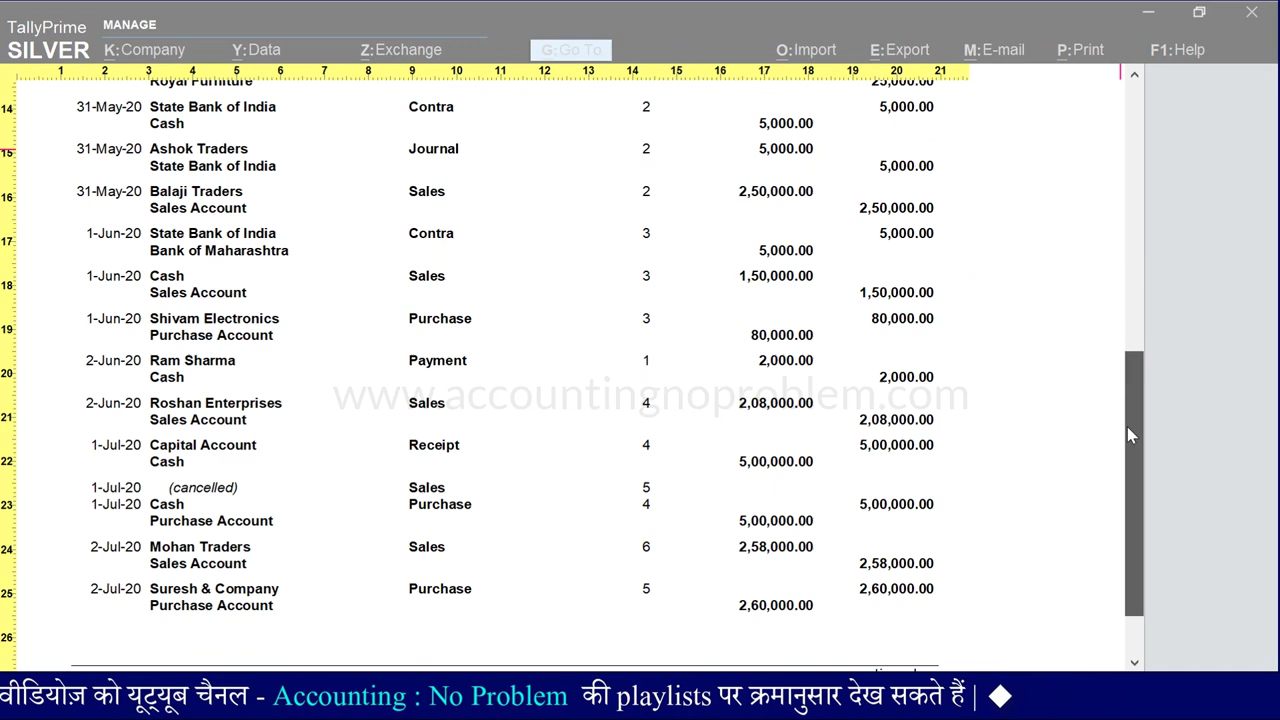 TallyPrime
MANAGE
SILVER
K:Company Y:Data Z:Exchange G:Go To O:Import E:Export M:E-mail P:Print F1:Help
1 2 3 4 5 6 7 8 9 10 11 12 13 14 15 16 17 18 19 20 21
Royal Furniture 25,000.00
14 31-May-20 State Bank of India Contra 2 5,000.00
Cash 5,000.00
15 31-May-20 Ashok Traders Journal 2 5,000.00
State Bank of India 5,000.00
16 31-May-20 Balaji Traders Sales 2 2,50,000.00
Sales Account 2,50,000.00
17 1-Jun-20 State Bank of India Contra 3 5,000.00
Bank of Maharashtra 5,000.00
18 1-Jun-20 Cash Sales 3 1,50,000.00
Sales Account 1,50,000.00
19 1-Jun-20 Shivam Electronics Purchase 3 80,000.00
Purchase Account 80,000.00
20 2-Jun-20 Ram Sharma Payment 1 2,000.00
Cash 2,000.00
www.accountingnoproblem.com
21 2-Jun-20 Roshan Enterprises Sales 4 2,08,000.00
Sales Account 2,08,000.00
22 1-Jul-20 Capital Account Receipt 4 5,00,000.00
Cash 5,00,000.00
1-Jul-20 (cancelled) Sales 5
23 1-Jul-20 Cash Purchase 4 5,00,000.00
Purchase Account 5,00,000.00
24 2-Jul-20 Mohan Traders Sales 6 2,58,000.00
Sales Account 2,58,000.00
25 2-Jul-20 Suresh & Company Purchase 5 2,60,000.00
Purchase Account 2,60,000.00
26
वीडियोज़ को यूट्यूब चैनल - Accounting : No Problem की playlists पर क्रमानुसार देख सकते हैं |